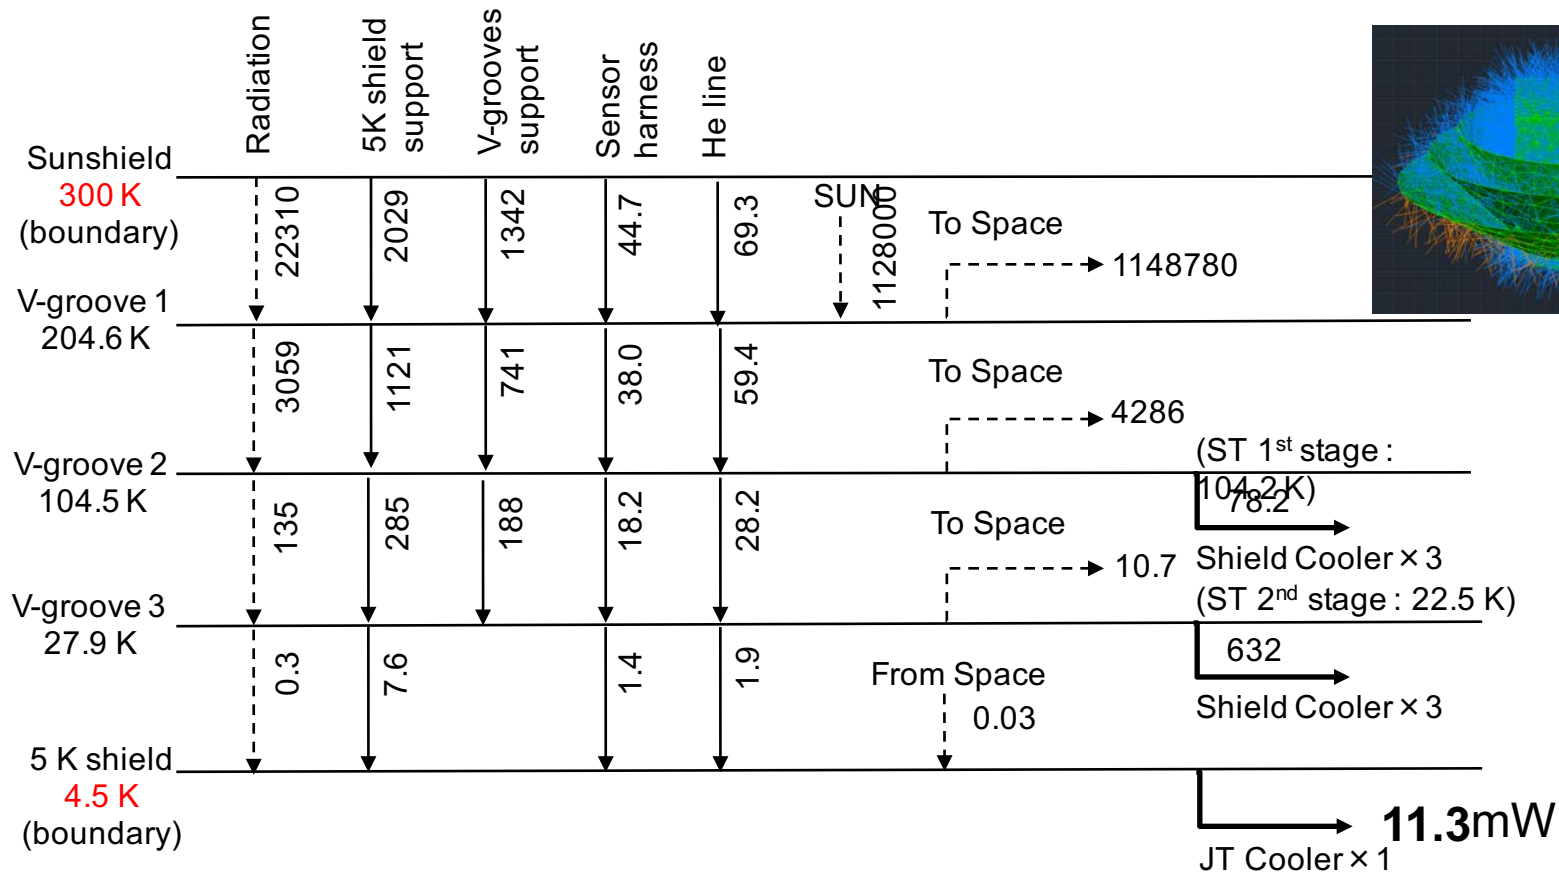 Radiation
5K shield
support
V-grooves
support
Sensor
harness
He line
Sunshield
300 K
(boundary)
22310
2029
1342
44.7
69.3
SUN
1128000
To Space
1148780
V-groove 1
204.6 K
3059
1121
741
38.0
59.4
To Space
4286
V-groove 2
104.5 K
(ST 1st stage :
104.2 K)
78.2
Shield Cooler × 3
135
285
188
18.2
28.2
To Space
10.7
V-groove 3
27.9 K
(ST 2nd stage : 22.5 K)
632
Shield Cooler × 3
0.3
7.6
1.4
1.9
From Space
0.03
5 K shield
4.5 K
(boundary)
11.3mW
JT Cooler × 1